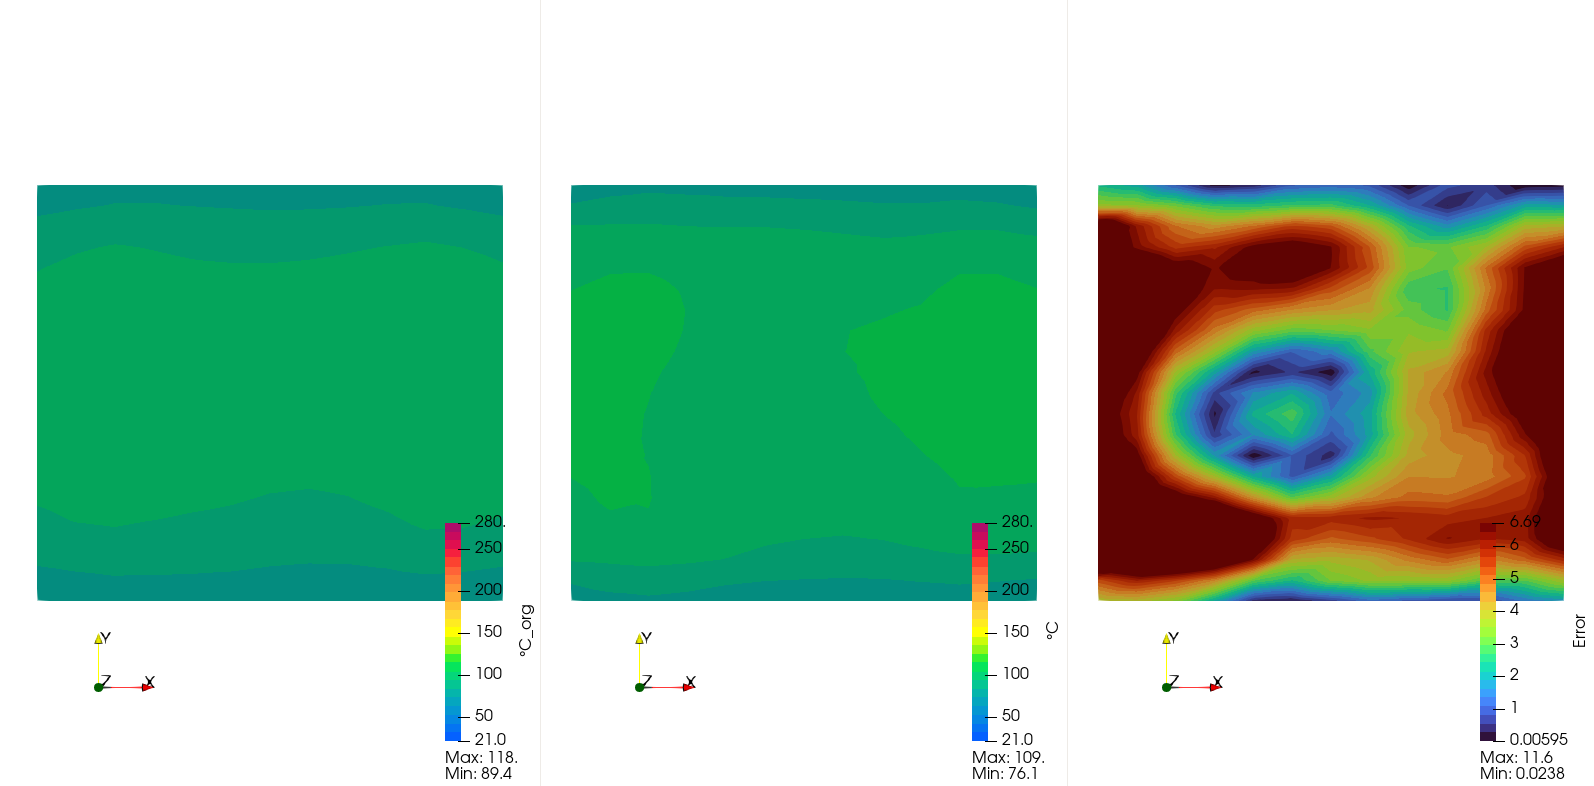 280.
250
200
150
100
50
21.0
°C_org
Max: 118.
Min: 89.4
Y
Z
X
280.
250
200
150
100
50
21.0
°C
Max: 109.
Min: 76.1
Y
Z
X
6.69
6
5
4
3
2
1
0.00595
Error
Max: 11.6
Min: 0.0238
Y
Z
X